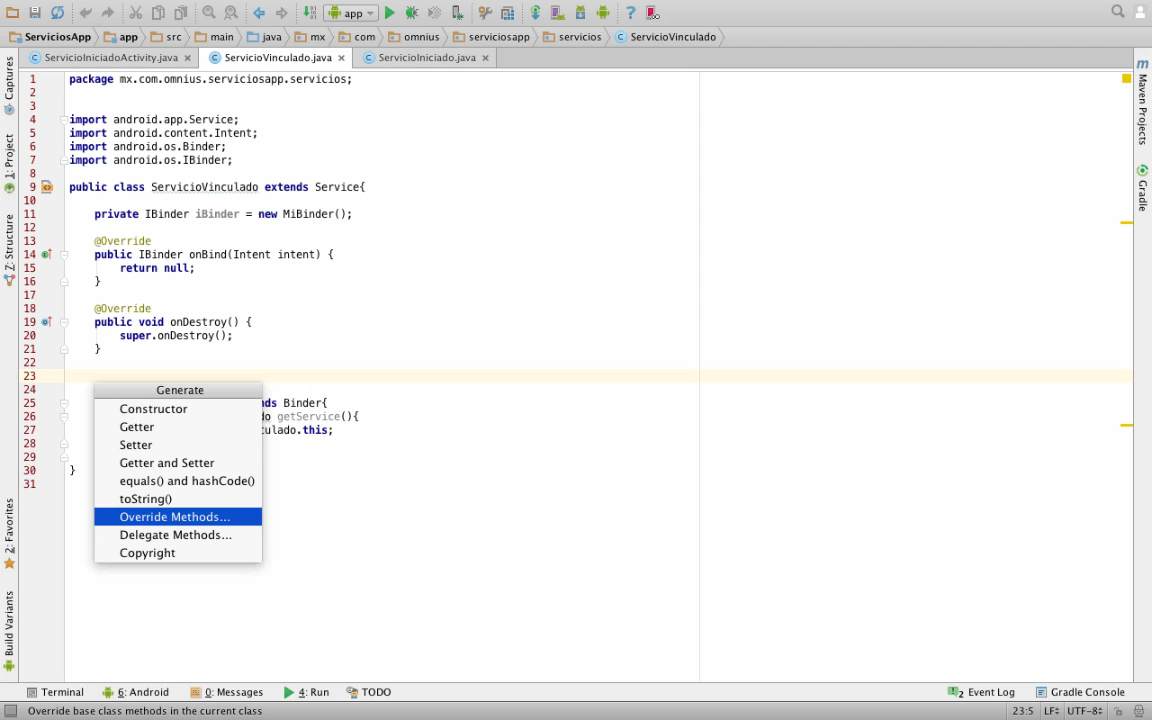 app
ServiciosApp app src main java mx com omnius serviciosapp servicios ServicioVinculado
ServicioIniciadoActivity.java ServicioVinculado.java ServicioIniciado.java
Captures
1: Project
7: Structure
2: Favorites
Build Variants
1 package mx.com.omnius.serviciosapp.servicios;
2
3
4 import android.app.Service;
5 import android.content.Intent;
6 import android.os.Binder;
7 import android.os.IBinder;
8
9 public class ServicioVinculado extends Service{
10
11 private IBinder iBinder = new MiBinder();
12
13 @Override
14 public IBinder onBind(Intent intent) {
15 return null;
16 }
17
18 @Override
19 public void onDestroy() {
20 super.onDestroy();
21 }
22
23
24
25 nds Binder{
26 do getService(){
27 culado.this;
28
29
30 }
31
Generate
Constructor
Getter
Setter
Getter and Setter
equals() and hashCode()
toString()
Override Methods...
Delegate Methods...
Copyright
m Maven Projects
Gradle
Terminal 6: Android 0: Messages 4: Run TODO 2 Event Log Gradle Console
Override base class methods in the current class 23:5 LF UTF-8